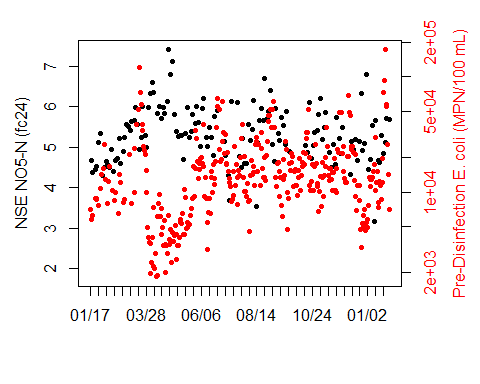 NSE NO5-N (fc24)
7
6
5
4
3
2
2e+05
5e+04
1e+04
2e+03
Pre-Disinfection E. coli (MPN/100 mL)
01/17 03/28 06/06 08/14 10/24 01/02